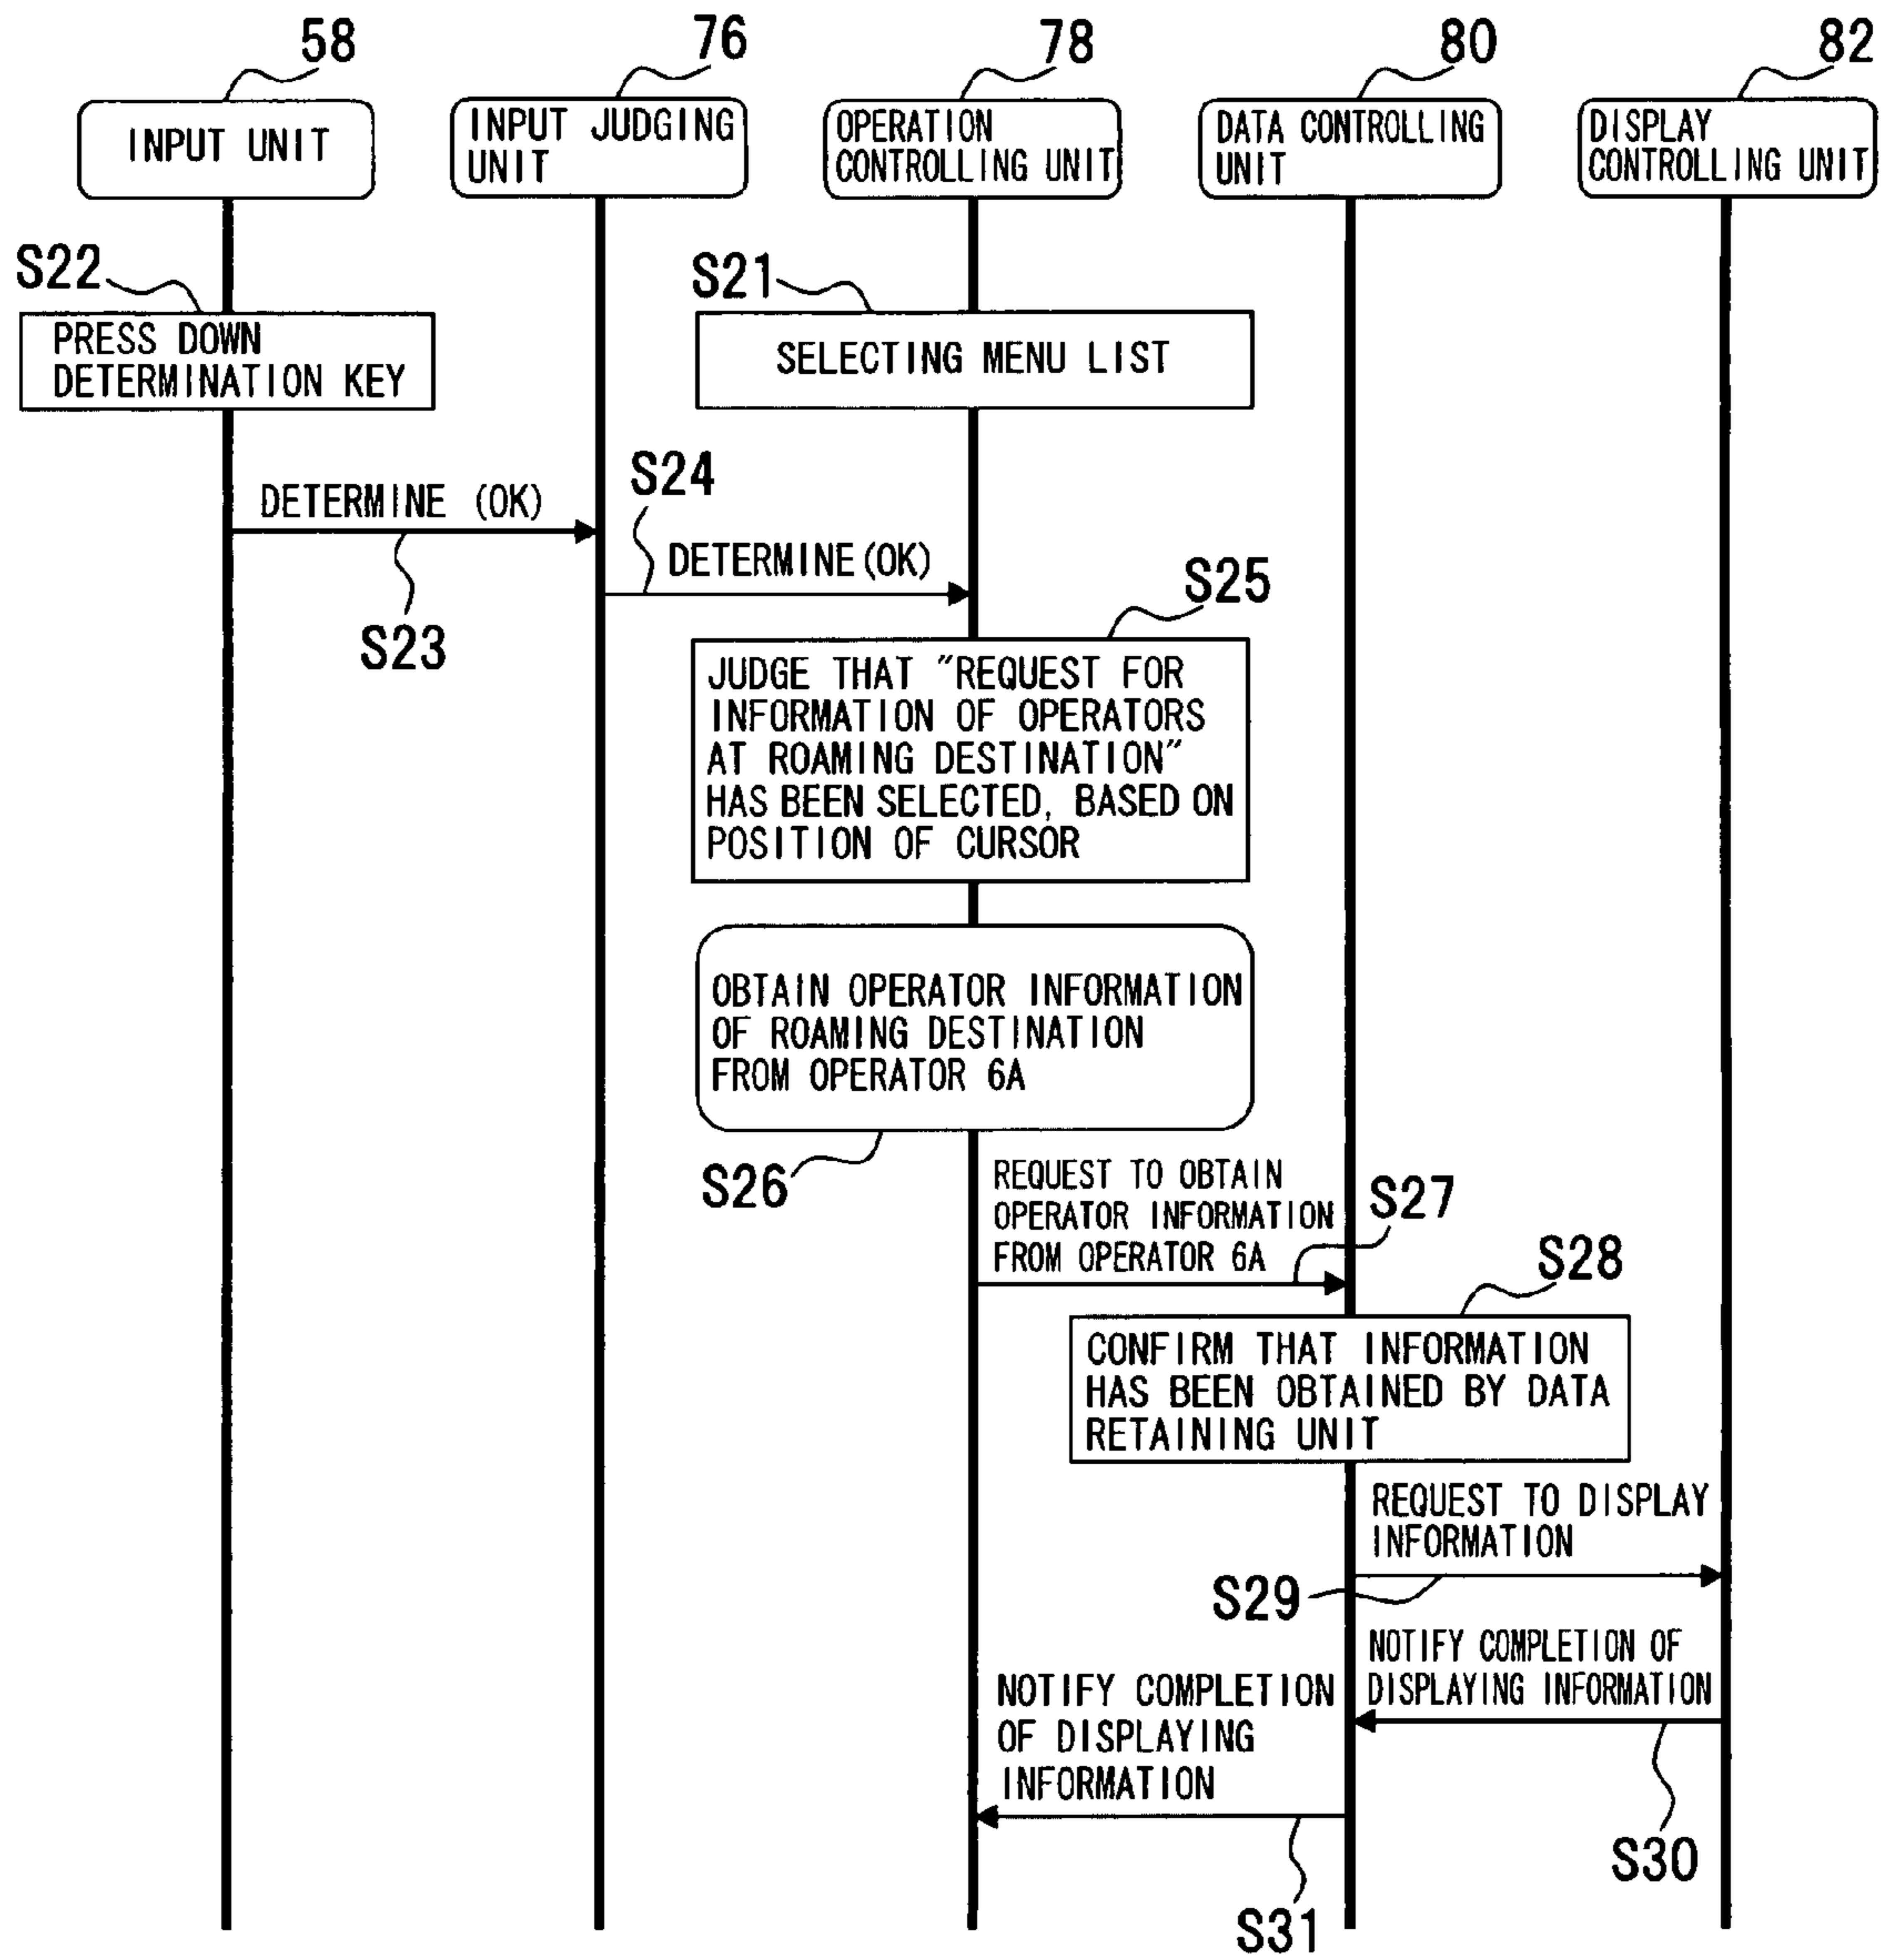 58
76
78
80
82
INPUT UNIT
INPUT JUDGING
UNIT
OPERATION
CONTROLLING UNIT
DATA CONTROLLING
UNIT
DISPLAY
CONTROLLING UNIT
S22
S21
PRESS DOWN
DETERMINATION KEY
SELECTING MENU LIST
DETERMINE (OK)
S23
S24
DETERMINE(OK)
S25
JUDGE THAT "REQUEST FOR
INFORMATION OF OPERATORS
AT ROAMING DESTINATION"
HAS BEEN SELECTED, BASED ON
POSITION OF CURSOR
OBTAIN OPERATOR INFORMATION
OF ROAMING DESTINATION
FROM OPERATOR 6A
S26
REQUEST TO OBTAIN
OPERATOR INFORMATION
FROM OPERATOR 6A
S27
S28
CONFIRM THAT INFORMATION
HAS BEEN OBTAINED BY DATA
RETAINING UNIT
REQUEST TO DISPLAY
INFORMATION
S29
NOTIFY COMPLETION OF
DISPLAYING INFORMATION
S30
NOTIFY COMPLETION
OF DISPLAYING
INFORMATION
S31